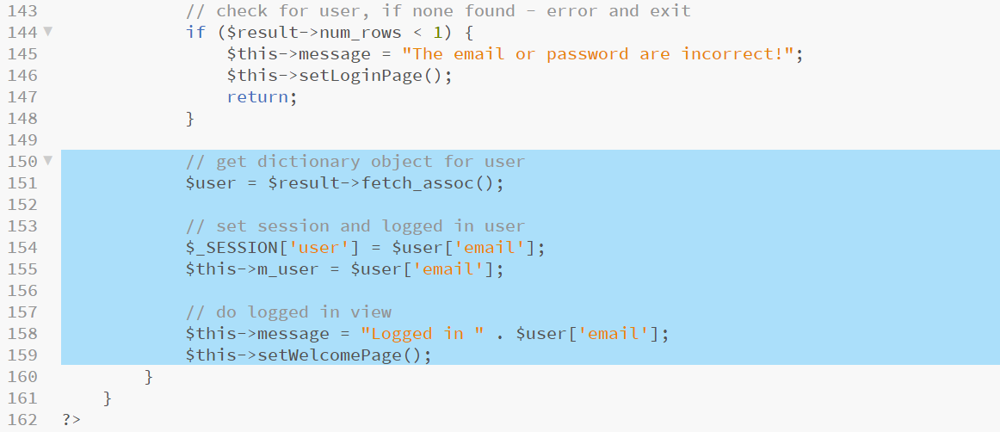 143             // check for user, if none found - error and exit
144             if ($result->num_rows < 1) {
145                 $this->message = "The email or password are incorrect!";
146                 $this->setLoginPage();
147                 return;
148             }
149
150             // get dictionary object for user
151             $user = $result->fetch_assoc();
152
153             // set session and logged in user
154             $_SESSION['user'] = $user['email'];
155             $this->m_user = $user['email'];
156
157             // do logged in view
158             $this->message = "Logged in " . $user['email'];
159             $this->setWelcomePage();
160         }
161     }
162 ?>